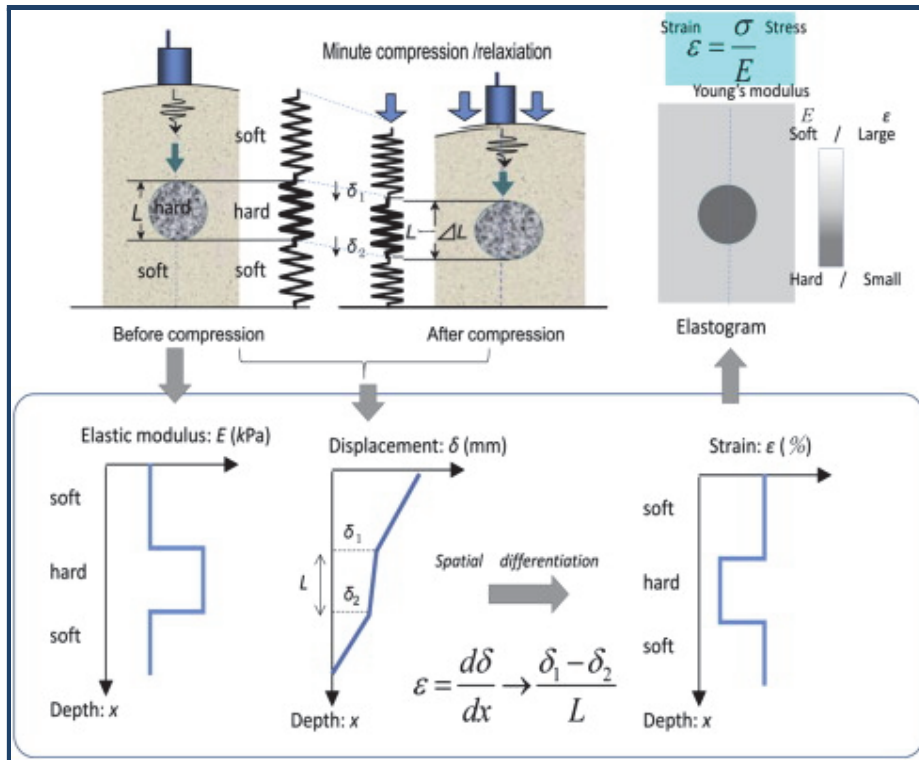 Minute compression /relaxiation
Strain ε = σ / E Stress
Young's modulus
E ε
Soft / Large
Hard / Small
Elastogram
soft
hard
soft
L
hard
soft
δ₁
δ₂
L ⊿L
Before compression
After compression
Elastic modulus: E (kPa)
soft
hard
soft
Depth: x
Displacement: δ (mm)
δ₁
L
δ₂
Depth: x
Spatial differentiation
ε = dδ/dx → (δ₁ − δ₂)/L
Strain: ε (%)
soft
hard
soft
Depth: x